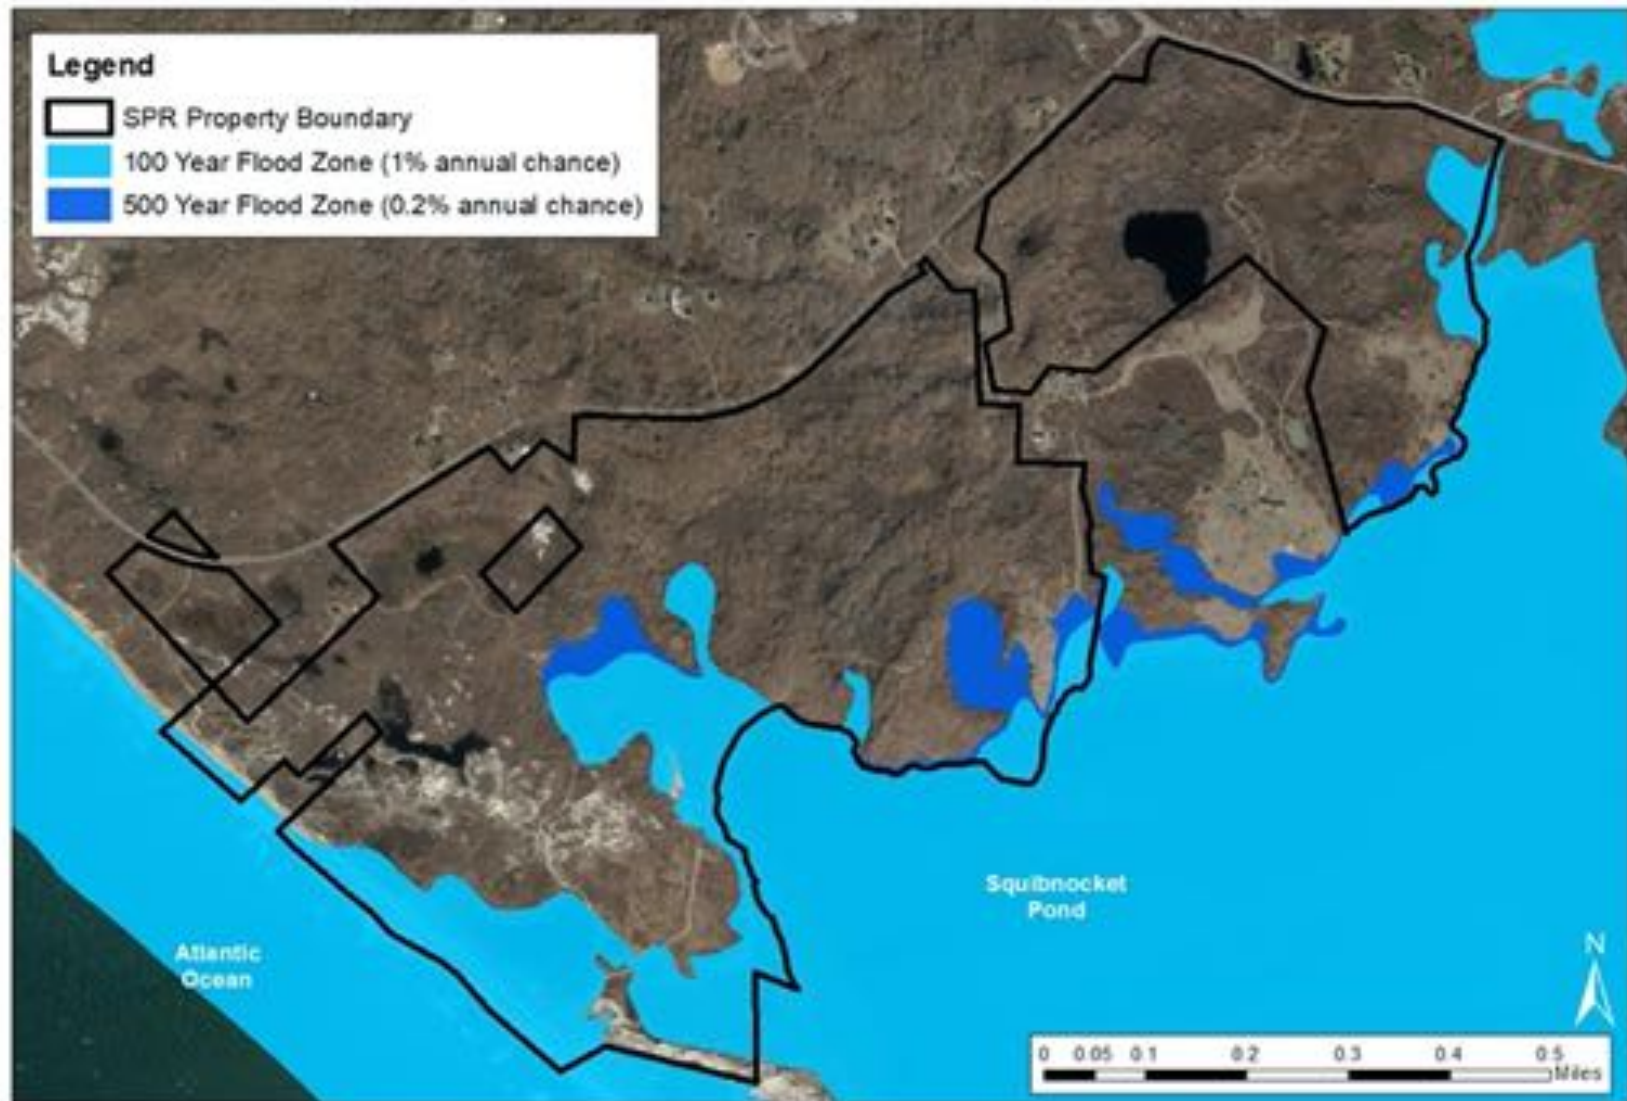 Legend
SPR Property Boundary
100 Year Flood Zone (1% annual chance)
500 Year Flood Zone (0.2% annual chance)
Squibnocket
Pond
Atlantic
Ocean
N
0 0.05 0.1 0.2 0.3 0.4 0.5
Miles